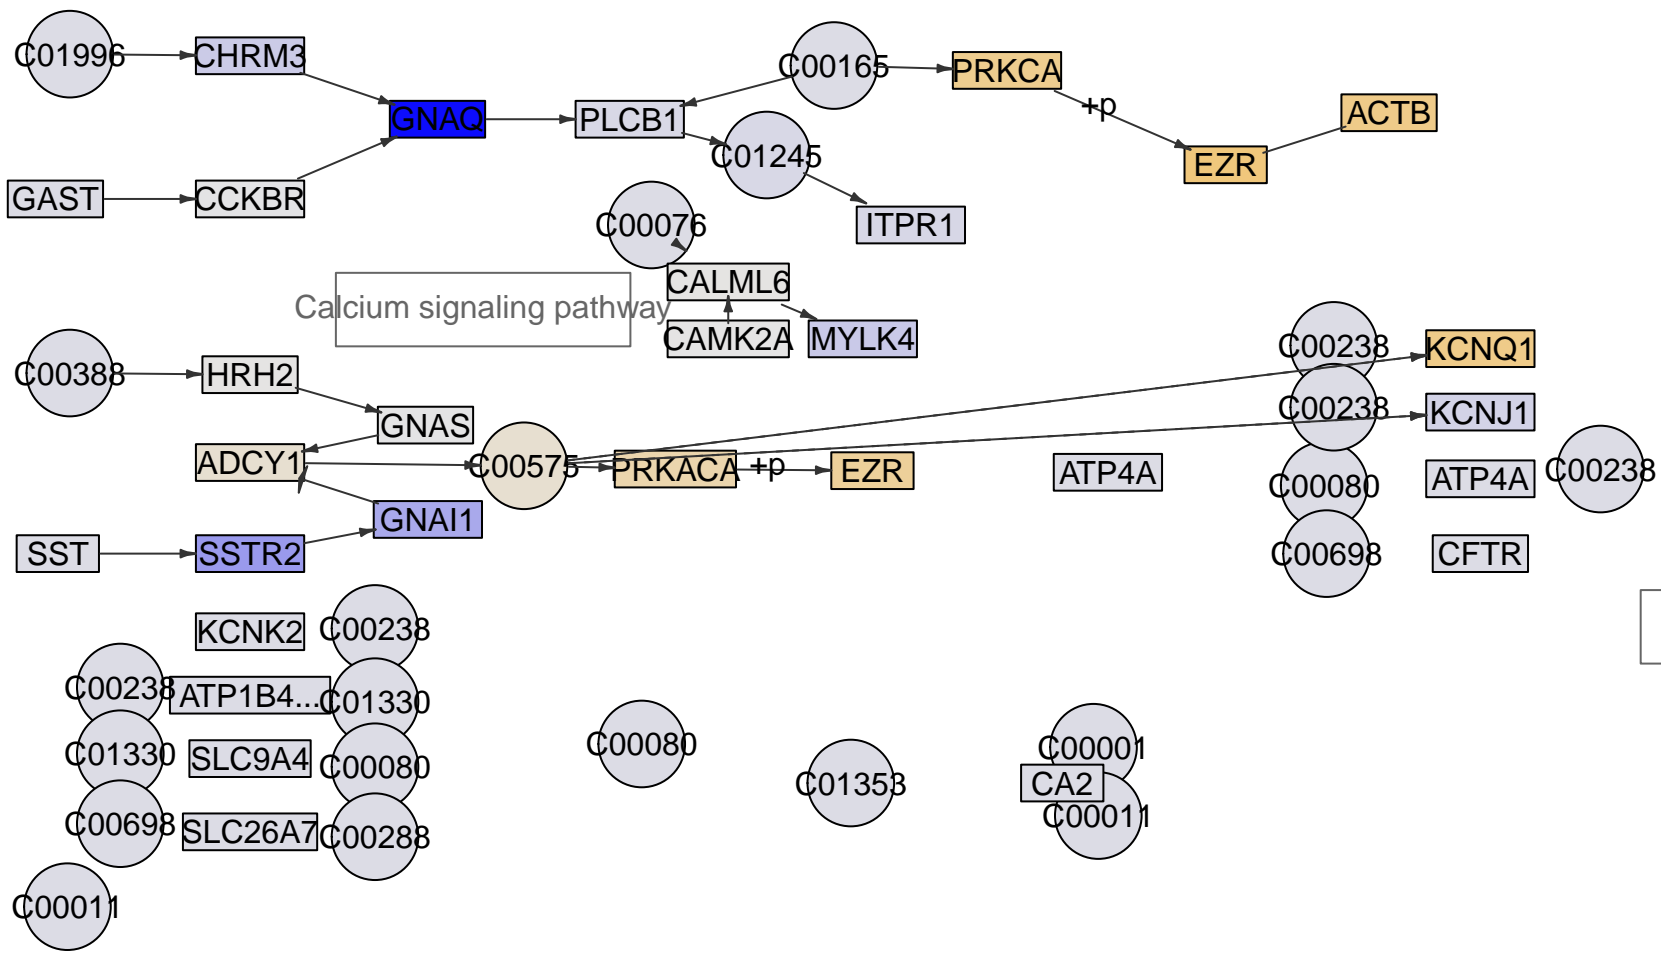 C01996
CHRM3
C00165
PRKCA
+p
ACTB
GNAQ
PLCB1
C01245
EZR
GAST
CCKBR
C00076
ITPR1
CALML6
Calcium signaling pathway
CAMK2A
MYLK4
C00238
KCNQ1
C00388
HRH2
C00238
KCNJ1
GNAS
ADCY1
C00575
PRKACA
+p
EZR
ATP4A
C00080
ATP4A
C00238
GNAI1
SST
SSTR2
C00698
CFTR
KCNK2
C00238
C00238
ATP1B4...
C01330
C01330
SLC9A4
C00080
C00080
C01353
C00001
CA2
C00011
C00698
SLC26A7
C00288
C00011